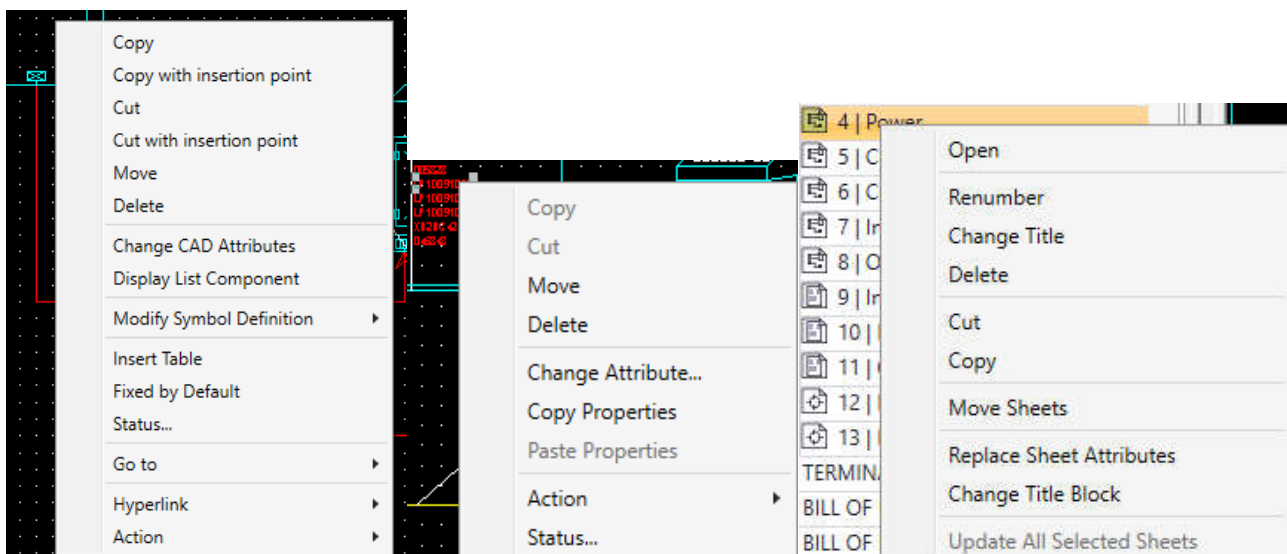 Copy
Copy with insertion point
Cut
Cut with insertion point
Move
Delete
Change CAD Attributes
Display List Component
Modify Symbol Definition
Insert Table
Fixed by Default
Status...
Go to
Hyperlink
Action
Copy
Cut
Move
Delete
Change Attribute...
Copy Properties
Paste Properties
Action
Status...
4 | Power
5 | C
6 | C
7 | In
8 | O
9 | In
10 |
11 |
12 |
13 |
TERMINA
BILL OF
BILL OF
Open
Renumber
Change Title
Delete
Cut
Copy
Move Sheets
Replace Sheet Attributes
Change Title Block
Update All Selected Sheets